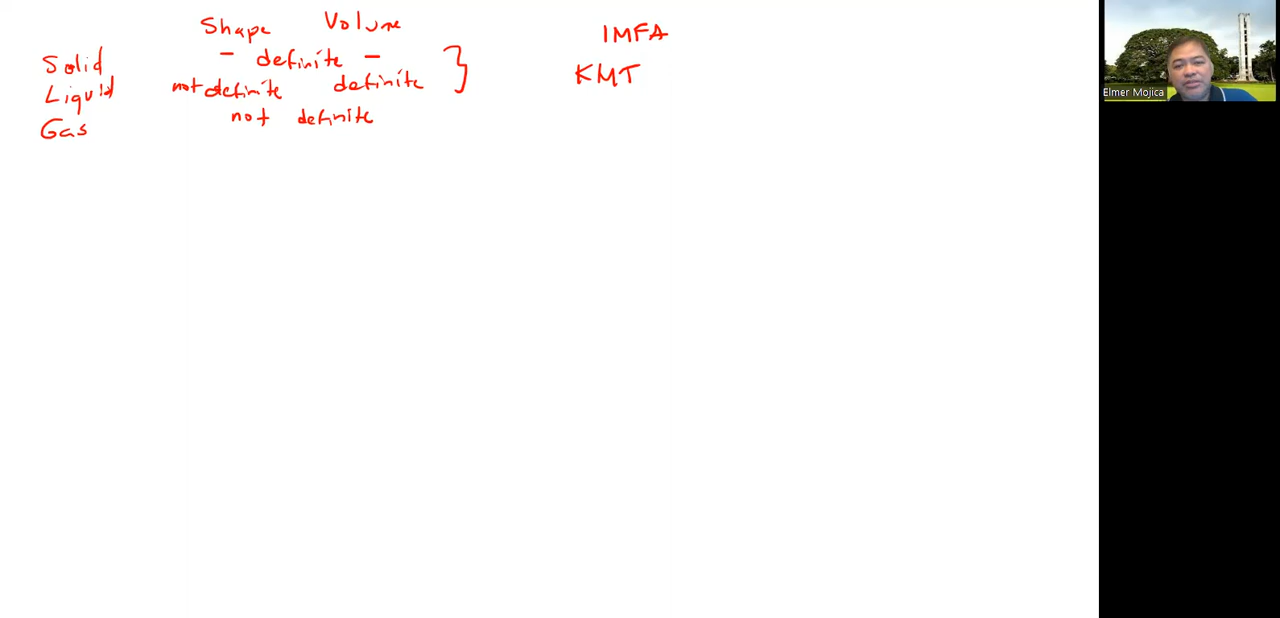 Shape Volume
Solid - definite -
Liquid not definite definite }
Gas not definite
IMFA
KMT
Elmer Mojica